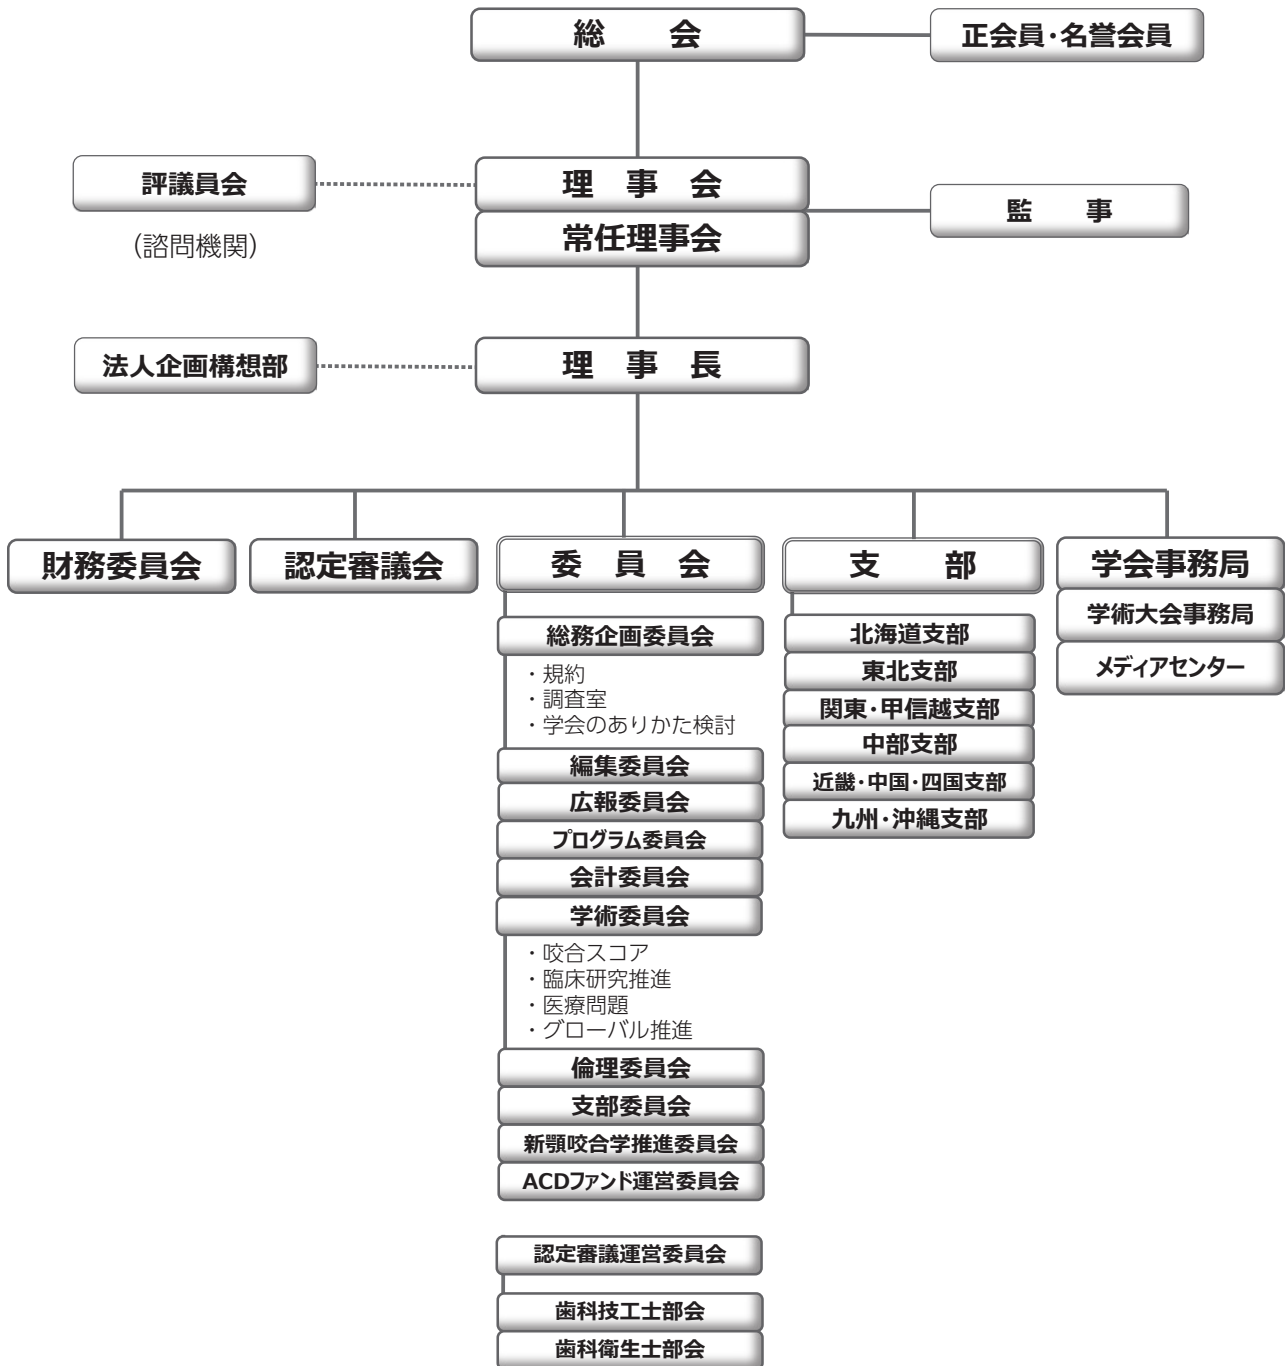 総　会
正会員・名誉会員
評議員会
(諮問機関)
理 事 会
常任理事会
監　事
法人企画構想部
理 事 長
財務委員会
認定審議会
委 員 会
総務企画委員会
・規約
・調査室
・学会のありかた検討
編集委員会
広報委員会
プログラム委員会
会計委員会
学術委員会
・咬合スコア
・臨床研究推進
・医療問題
・グローバル推進
倫理委員会
支部委員会
新顎咬合学推進委員会
ACDファンド運営委員会
認定審議運営委員会
歯科技工士部会
歯科衛生士部会
支　部
北海道支部
東北支部
関東・甲信越支部
中部支部
近畿・中国・四国支部
九州・沖縄支部
学会事務局
学術大会事務局
メディアセンター